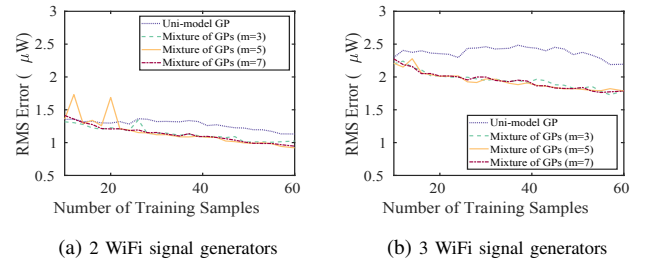 3
2.5
2
1.5
1
0.5
RMS Error ( μW)
Uni-model GP
Mixture of GPs (m=3)
Mixture of GPs (m=5)
Mixture of GPs (m=7)
20
40
60
Number of Training Samples
(a) 2 WiFi signal generators
3
2.5
2
1.5
1
0.5
RMS Error ( μW)
Uni-model GP
Mixture of GPs (m=3)
Mixture of GPs (m=5)
Mixture of GPs (m=7)
20
40
60
Number of Training Samples
(b) 3 WiFi signal generators